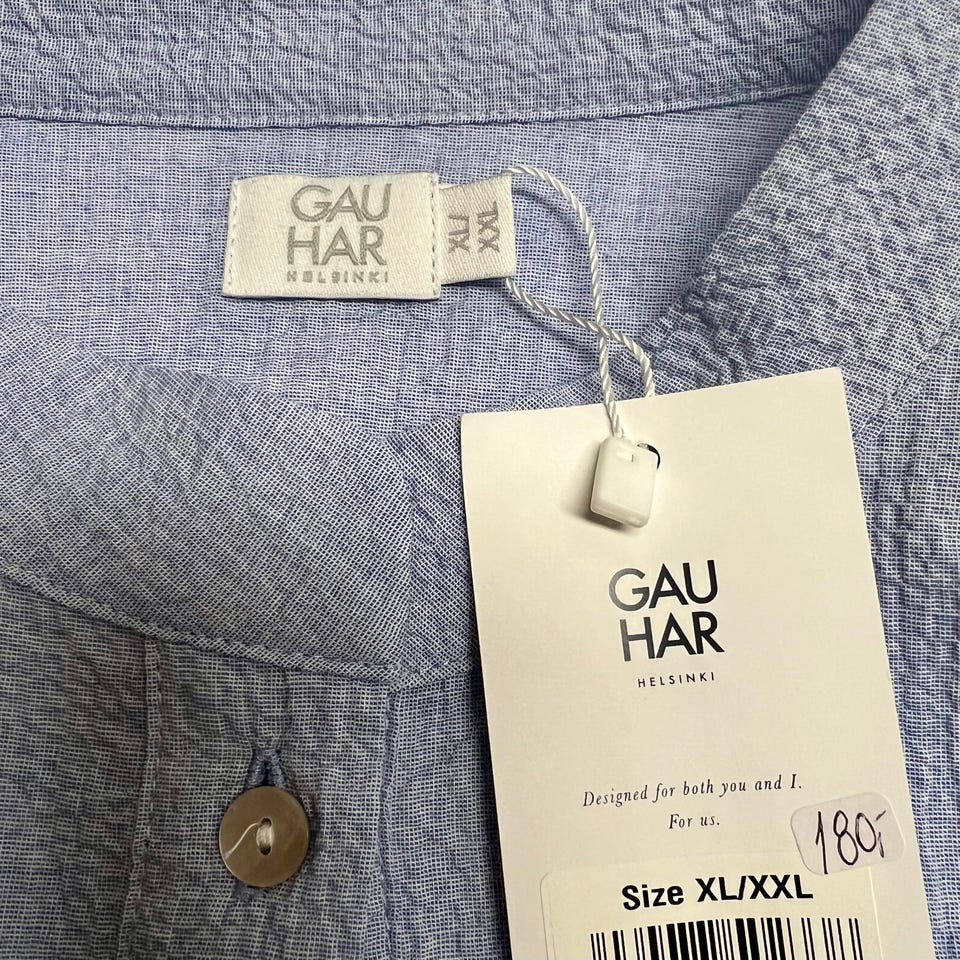 GAU
HAR
HELSINKI
XL/
XXL
GAU
HAR
HELSINKI
Designed for both you and I.
For us.
180,-
Size XL/XXL